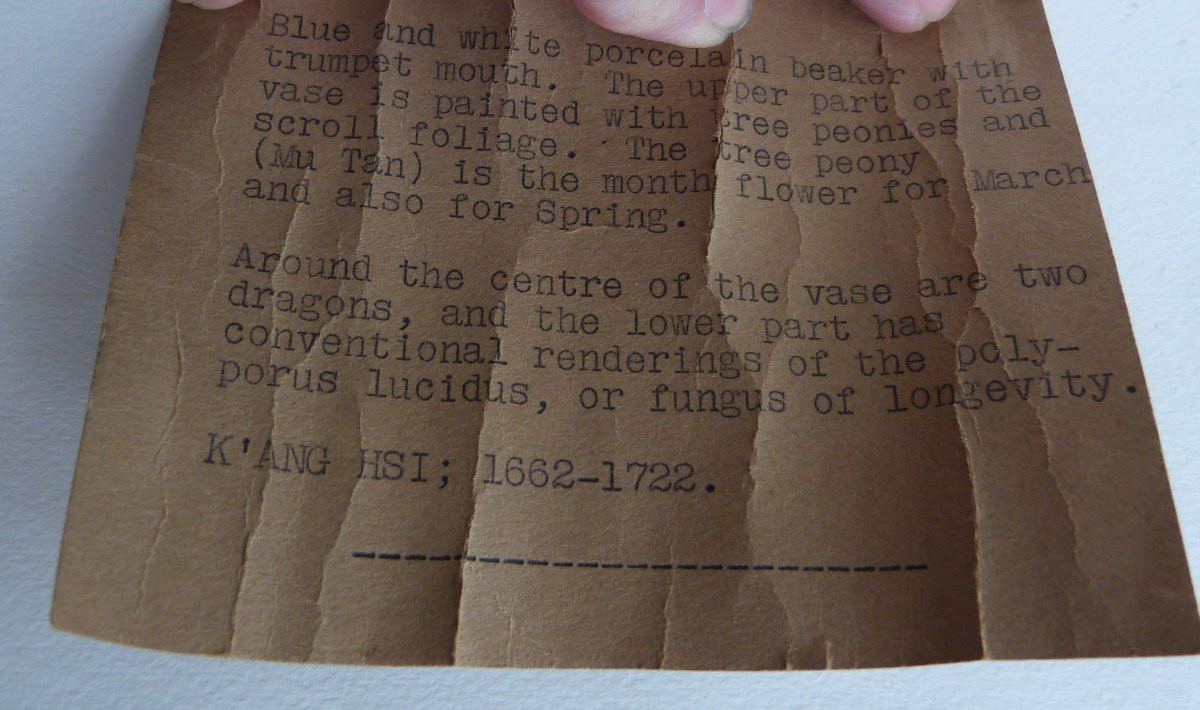 Blue and white porcelain beaker with
trumpet mouth. The upper part of the
vase is painted with tree peonies and
scroll foliage. The tree peony
(Mu Tan) is the month flower for March
and also for Spring.
Around the centre of the vase are two
dragons, and the lower part has
conventional renderings of the poly-
porus lucidus, or fungus of longevity.
K'ANG HSI; 1662-1722.